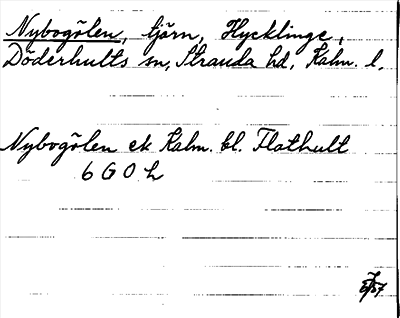 Nybogölen, tjärn, Hycklinge,
Döderhults sn, Stranda hd, Kalm. l.
Nybogölen ek Kalm. bl. Flathult
6 G 0 h